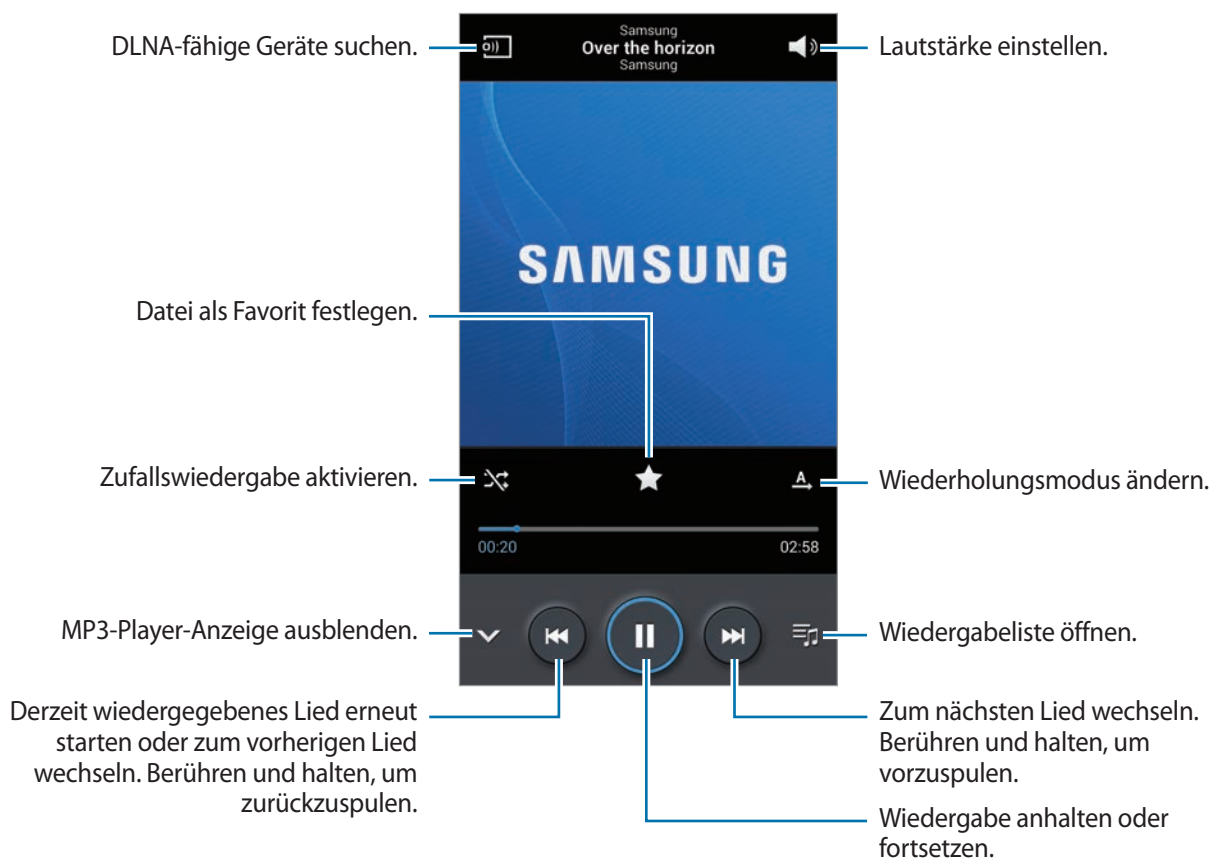 DLNA-fähige Geräte suchen.
Samsung
Over the horizon
Samsung
Lautstärke einstellen.
SAMSUNG
Datei als Favorit festlegen.
Zufallswiedergabe aktivieren.
A
Wiederholungsmodus ändern.
00:20
02:58
MP3-Player-Anzeige ausblenden.
Wiedergabeliste öffnen.
Derzeit wiedergegebenes Lied erneut
starten oder zum vorherigen Lied
wechseln. Berühren und halten, um
zurückzuspulen.
Zum nächsten Lied wechseln.
Berühren und halten, um
vorzuspulen.
Wiedergabe anhalten oder
fortsetzen.